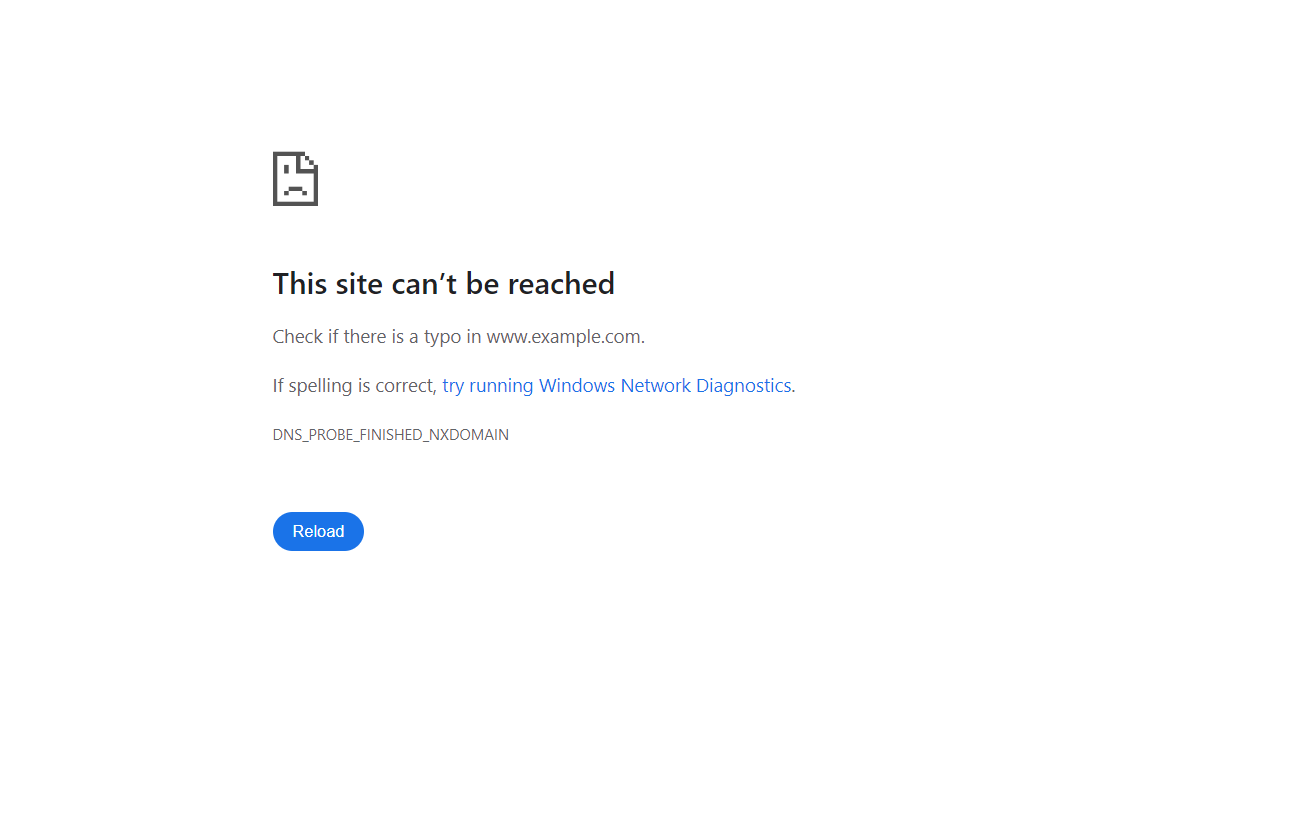 This site can’t be reached
Check if there is a typo in www.example.com.
If spelling is correct, try running Windows Network Diagnostics.
DNS_PROBE_FINISHED_NXDOMAIN
Reload